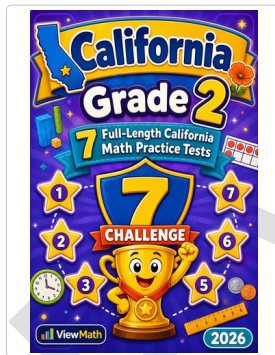 California
Grade 2
7 Full-Length California
Math Practice Tests
7
CHALLENGE
1
7
2
6
3
5
ViewMath
2026